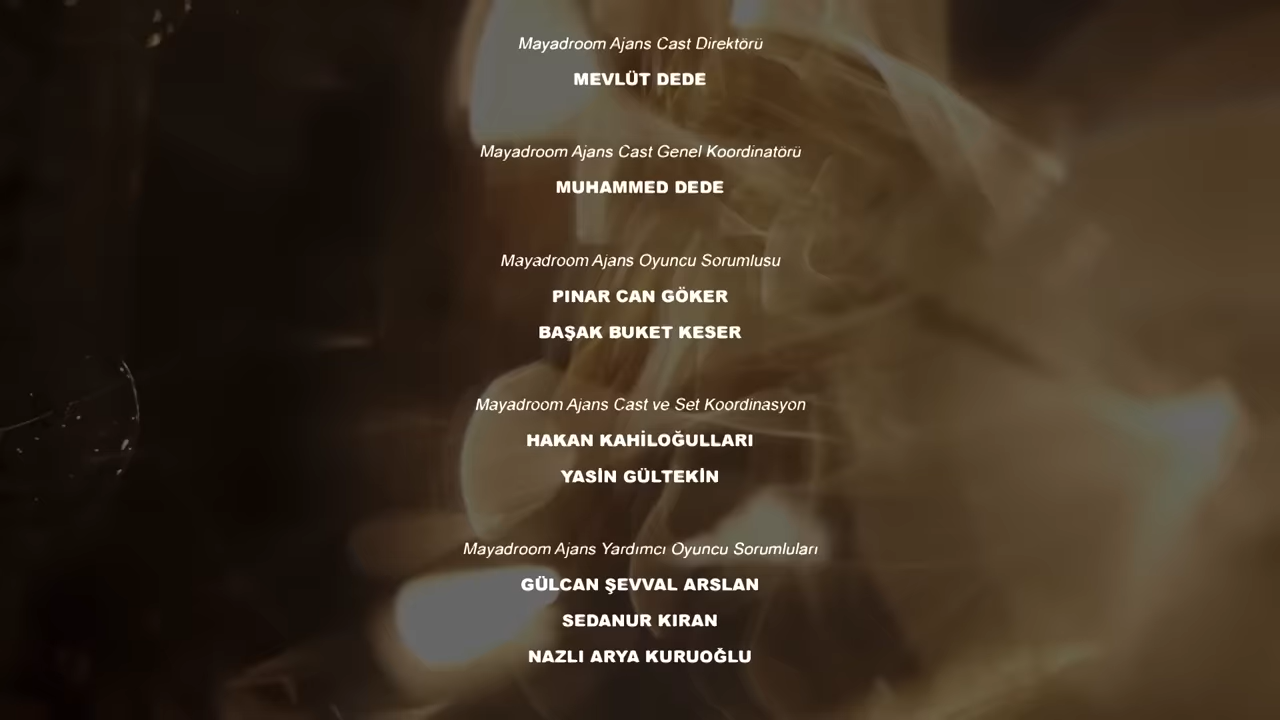 Mayadroom Ajans Cast Direktörü
MEVLÜT DEDE
Mayadroom Ajans Cast Genel Koordinatörü
MUHAMMED DEDE
Mayadroom Ajans Oyuncu Sorumlusu
PINAR CAN GÖKER
BAŞAK BUKET KESER
Mayadroom Ajans Cast ve Set Koordinasyon
HAKAN KAHİLOĞULLARI
YASİN GÜLTEKİN
Mayadroom Ajans Yardımcı Oyuncu Sorumluları
GÜLCAN ŞEVVAL ARSLAN
SEDANUR KIRAN
NAZLI ARYA KURUOĞLU